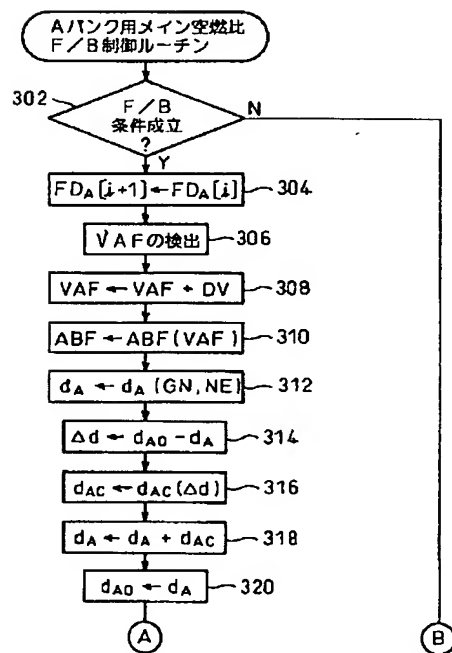 Aバンク用メイン空燃比
F/B制御ルーチン
302
F/B
条件成立
?
N
Y
FDA[i+1]←FDA[i]
304
VAFの検出
306
VAF ← VAF + DV
308
ABF ← ABF(VAF)
310
dA ← dA(GN, NE)
312
Δd ← dAO - dA
314
dAC ← dAC(Δd)
316
dA ← dA + dAC
318
dAO ← dA
320
A
B